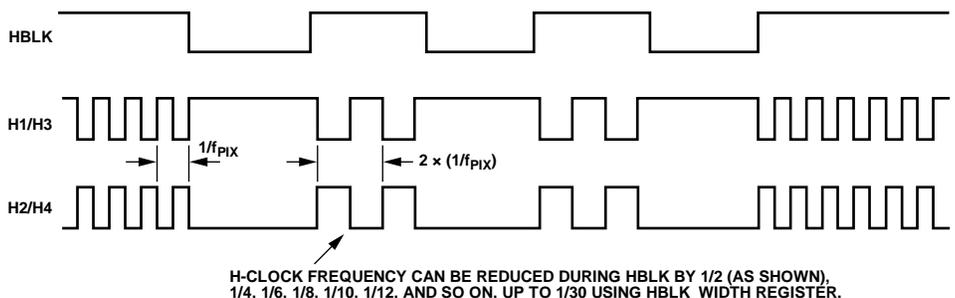 HBLK
H1/H3
1/fPIX
2 × (1/fPIX)
H2/H4
H-CLOCK FREQUENCY CAN BE REDUCED DURING HBLK BY 1/2 (AS SHOWN),
1/4, 1/6, 1/8, 1/10, 1/12, AND SO ON, UP TO 1/30 USING HBLK_WIDTH REGISTER.